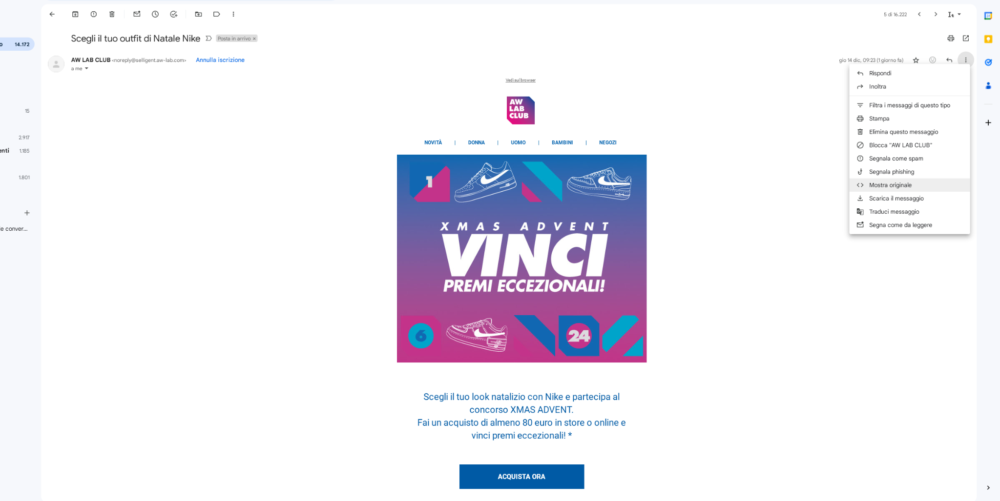 5 di 16.222
o 14.172
Scegli il tuo outfit di Natale Nike Posta in arrivo ×
AW LAB CLUB <noreply@selligent.aw-lab.com> Annulla iscrizione
gio 14 dic, 09:23 (1 giorno fa)
a me
Vedi sul browser
AW
LAB
CLUB
NOVITÀ | DONNA | UOMO | BAMBINI | NEGOZI
1
XMAS ADVENT
VINCI
PREMI ECCEZIONALI!
6
24
Scegli il tuo look natalizio con Nike e partecipa al
concorso XMAS ADVENT.
Fai un acquisto di almeno 80 euro in store o online e
vinci premi eccezionali! *
ACQUISTA ORA
Rispondi
Inoltra
Filtra i messaggi di questo tipo
Stampa
Elimina questo messaggio
Blocca "AW LAB CLUB"
Segnala come spam
Segnala phishing
Mostra originale
Scarica il messaggio
Traduci messaggio
Segna come da leggere
15
2.917
enti 1.185
1.801
le conver...
31